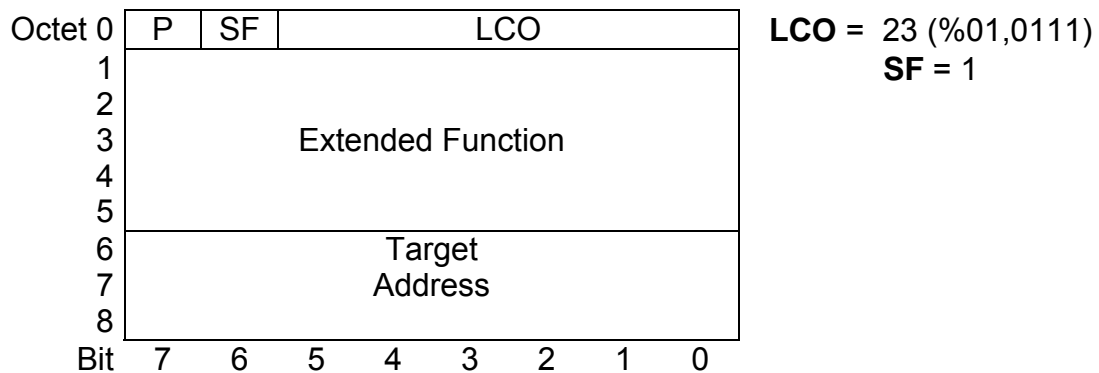 Octet 0 P SF LCO LCO = 23 (%01,0111)
1 SF = 1
2
3 Extended Function
4
5
6 Target
7 Address
8
Bit 7 6 5 4 3 2 1 0